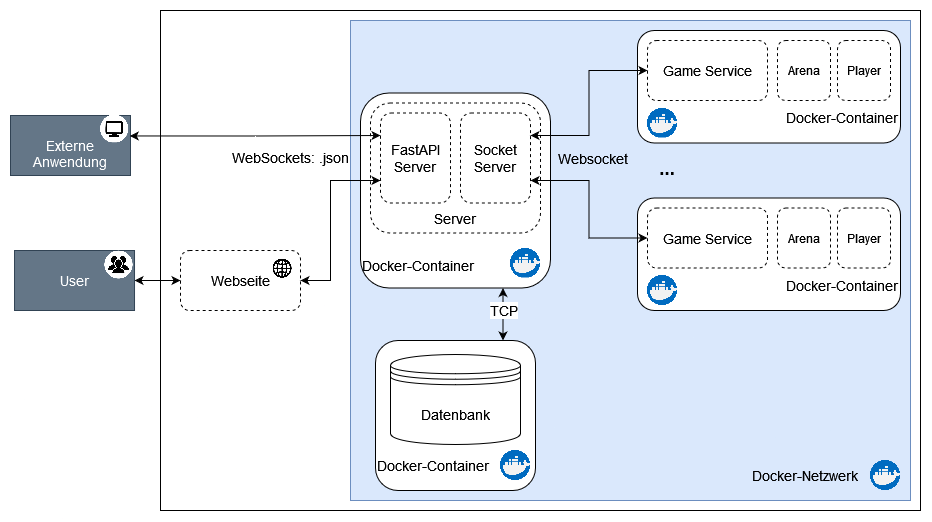 Game Service
Arena
Player
Docker-Container
Externe
Anwendung
WebSockets: .json
FastAPI
Server
Socket
Server
Server
Docker-Container
Websocket
...
Game Service
Arena
Player
Docker-Container
User
Webseite
TCP
Datenbank
Docker-Container
Docker-Netzwerk